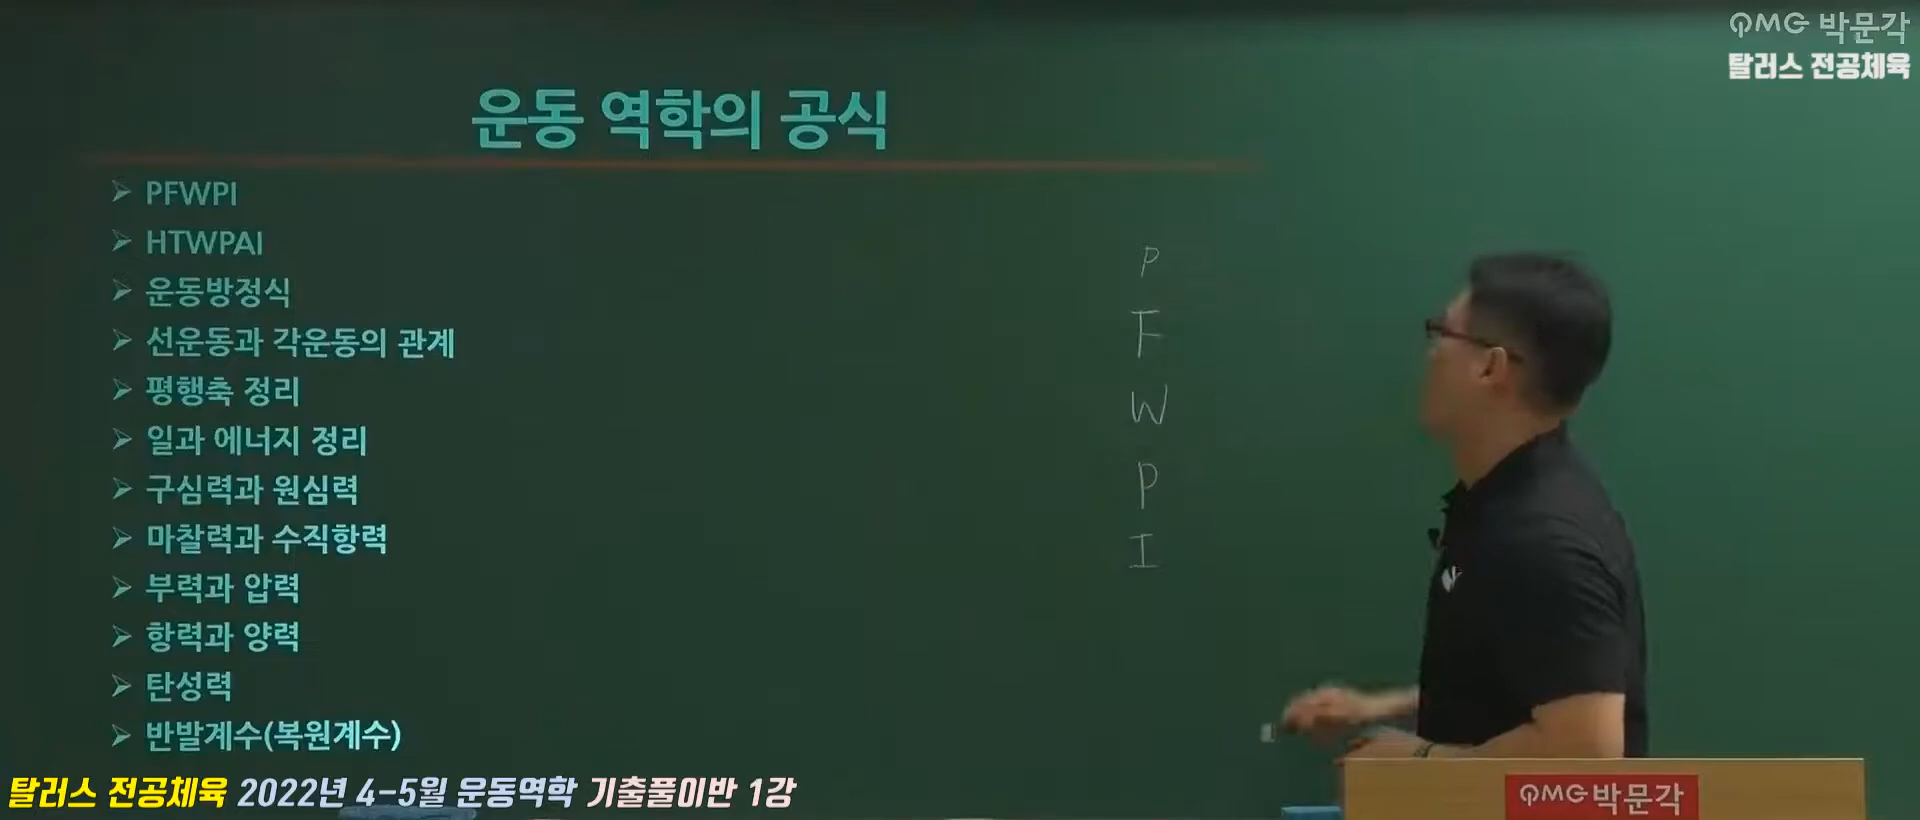 PMG 박문각
탈러스 전공체육
운동 역학의 공식
➢ PFWPI
➢ HTWPAI
➢ 운동방정식
➢ 선운동과 각운동의 관계
➢ 평행축 정리
➢ 일과 에너지 정리
➢ 구심력과 원심력
➢ 마찰력과 수직항력
➢ 부력과 압력
➢ 항력과 양력
➢ 탄성력
➢ 반발계수(복원계수)
P
F
W
P
I
탈러스 전공체육 2022년 4-5월 운동역학 기출풀이반 1강
PMG 박문각